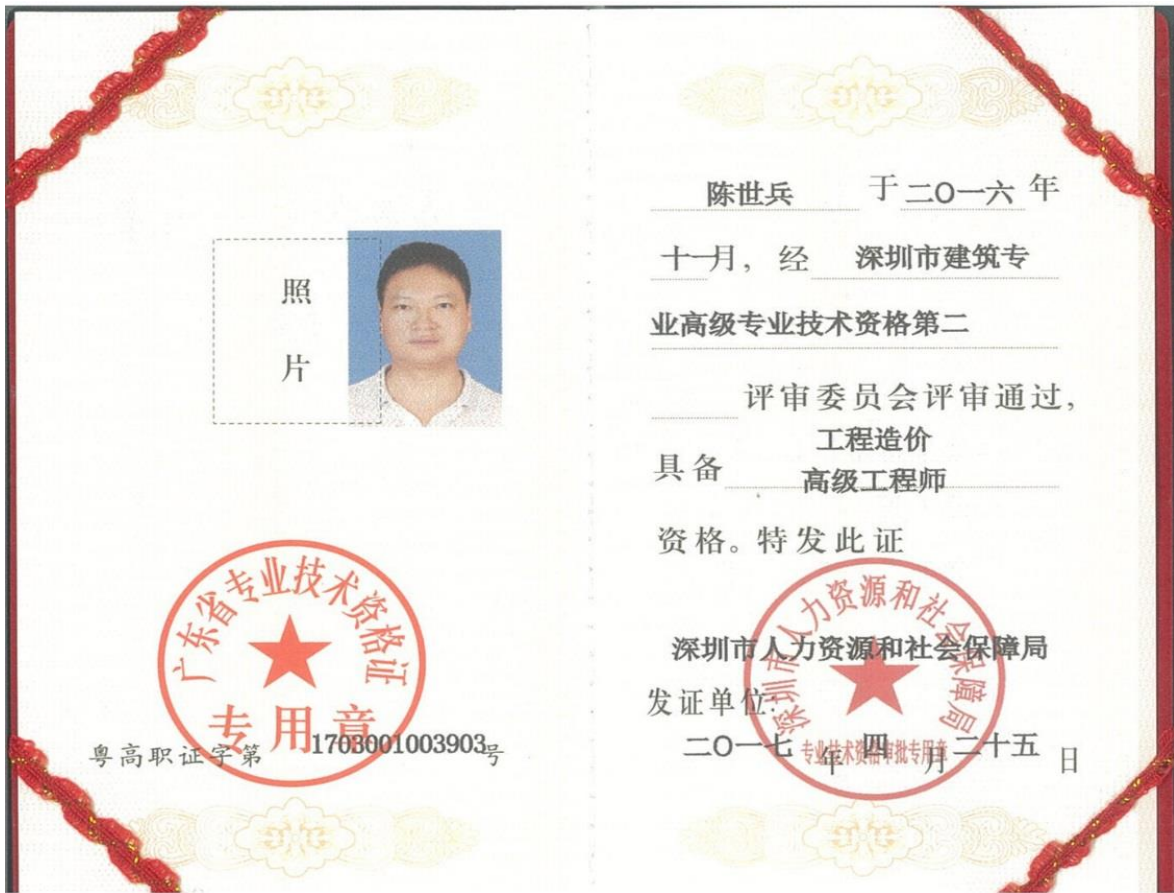 照
片
广东省专业技术资格证
专用章
粤高职证字第1703001003903号
陈世兵 于二〇一六年
十一月，经 深圳市建筑专
业高级专业技术资格第二
评审委员会评审通过，
工程造价
具备 高级工程师
资格。特发此证
深圳市人力资源和社会保障局
深圳市人力资源和社会保障局
发证单位：
专业技术资格审批专用章
二〇一七年四月二十五日